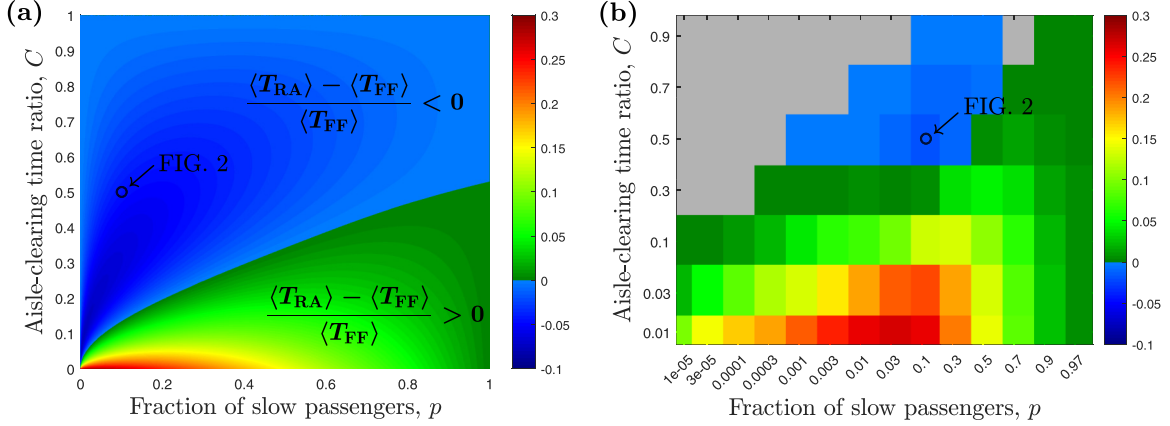 (a)
Aisle-clearing time ratio, C
1
0.9
0.8
0.7
0.6
0.5
0.4
0.3
0.2
0.1
0
⟨T_RA⟩ − ⟨T_FF⟩
⟨T_FF⟩
< 0
FIG. 2
⟨T_RA⟩ − ⟨T_FF⟩
⟨T_FF⟩
> 0
0 0.2 0.4 0.6 0.8 1
Fraction of slow passengers, p
0.3
0.25
0.2
0.15
0.1
0.05
0
-0.05
-0.1
(b)
Aisle-clearing time ratio, C
0.9
0.7
0.5
0.3
0.1
0.03
0.01
FIG. 2
1e-05 3e-05 0.0001 0.0003 0.001 0.003 0.01 0.03 0.1 0.3 0.5 0.7 0.9 0.97
Fraction of slow passengers, p
0.3
0.25
0.2
0.15
0.1
0.05
0
-0.05
-0.1